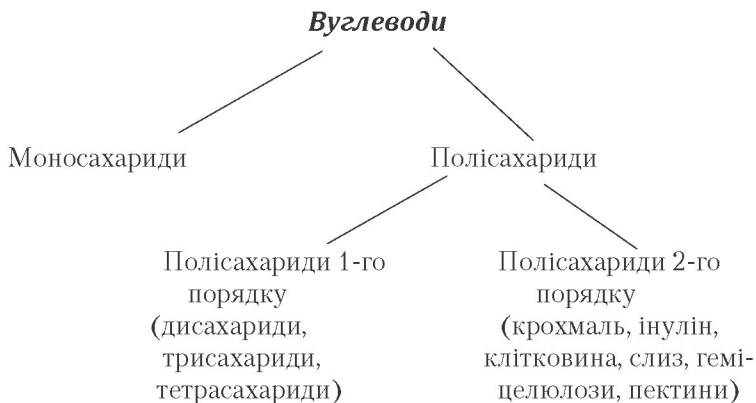 Вуглеводи
Моносахариди
Полісахариди
Полісахариди 1-го
порядку
(дисахариди,
трисахариди,
тетрасахариди)
Полісахариди 2-го
порядку
(крохмаль, інулін,
клітковина, слиз, гемі-
целюлози, пектини)